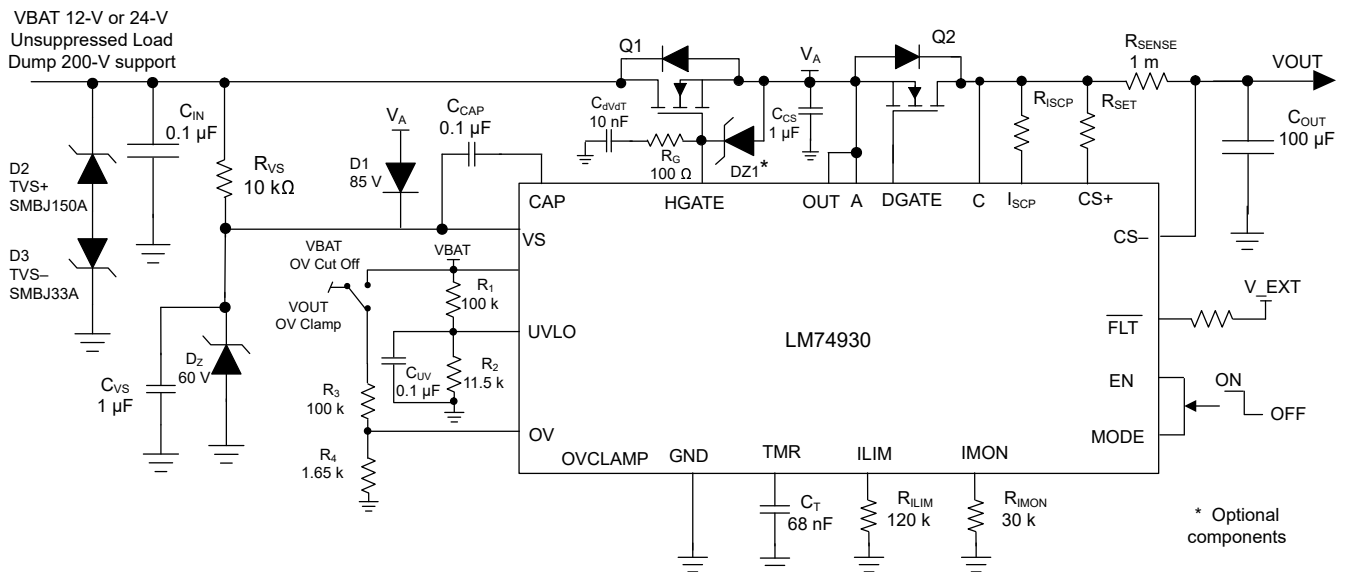 VBAT 12-V or 24-V
Unsuppressed Load
Dump 200-V support
Q1
VA
Q2
RSENSE
1 m
VOUT
CIN
0.1 µF
RVS
10 kΩ
D2
TVS+
SMBJ150A
D3
TVS–
SMBJ33A
VA
D1
85 V
CCAP
0.1 µF
CdVdT
10 nF
RG
100 Ω
DZ1*
CCS
1 µF
RISCP
RSET
COUT
100 µF
CAP
HGATE
OUT
A
DGATE
C
ISCP
CS+
VS
CS–
VBAT
OV Cut Off
VBAT
VOUT
OV Clamp
R1
100 k
UVLO
CUV
0.1 µF
R2
11.5 k
LM74930
FLT
V_EXT
DZ
60 V
CVS
1 µF
R3
100 k
EN
ON
OFF
MODE
OV
R4
1.65 k
OVCLAMP
GND
TMR
ILIM
IMON
CT
68 nF
RILIM
120 k
RIMON
30 k
* Optional
components